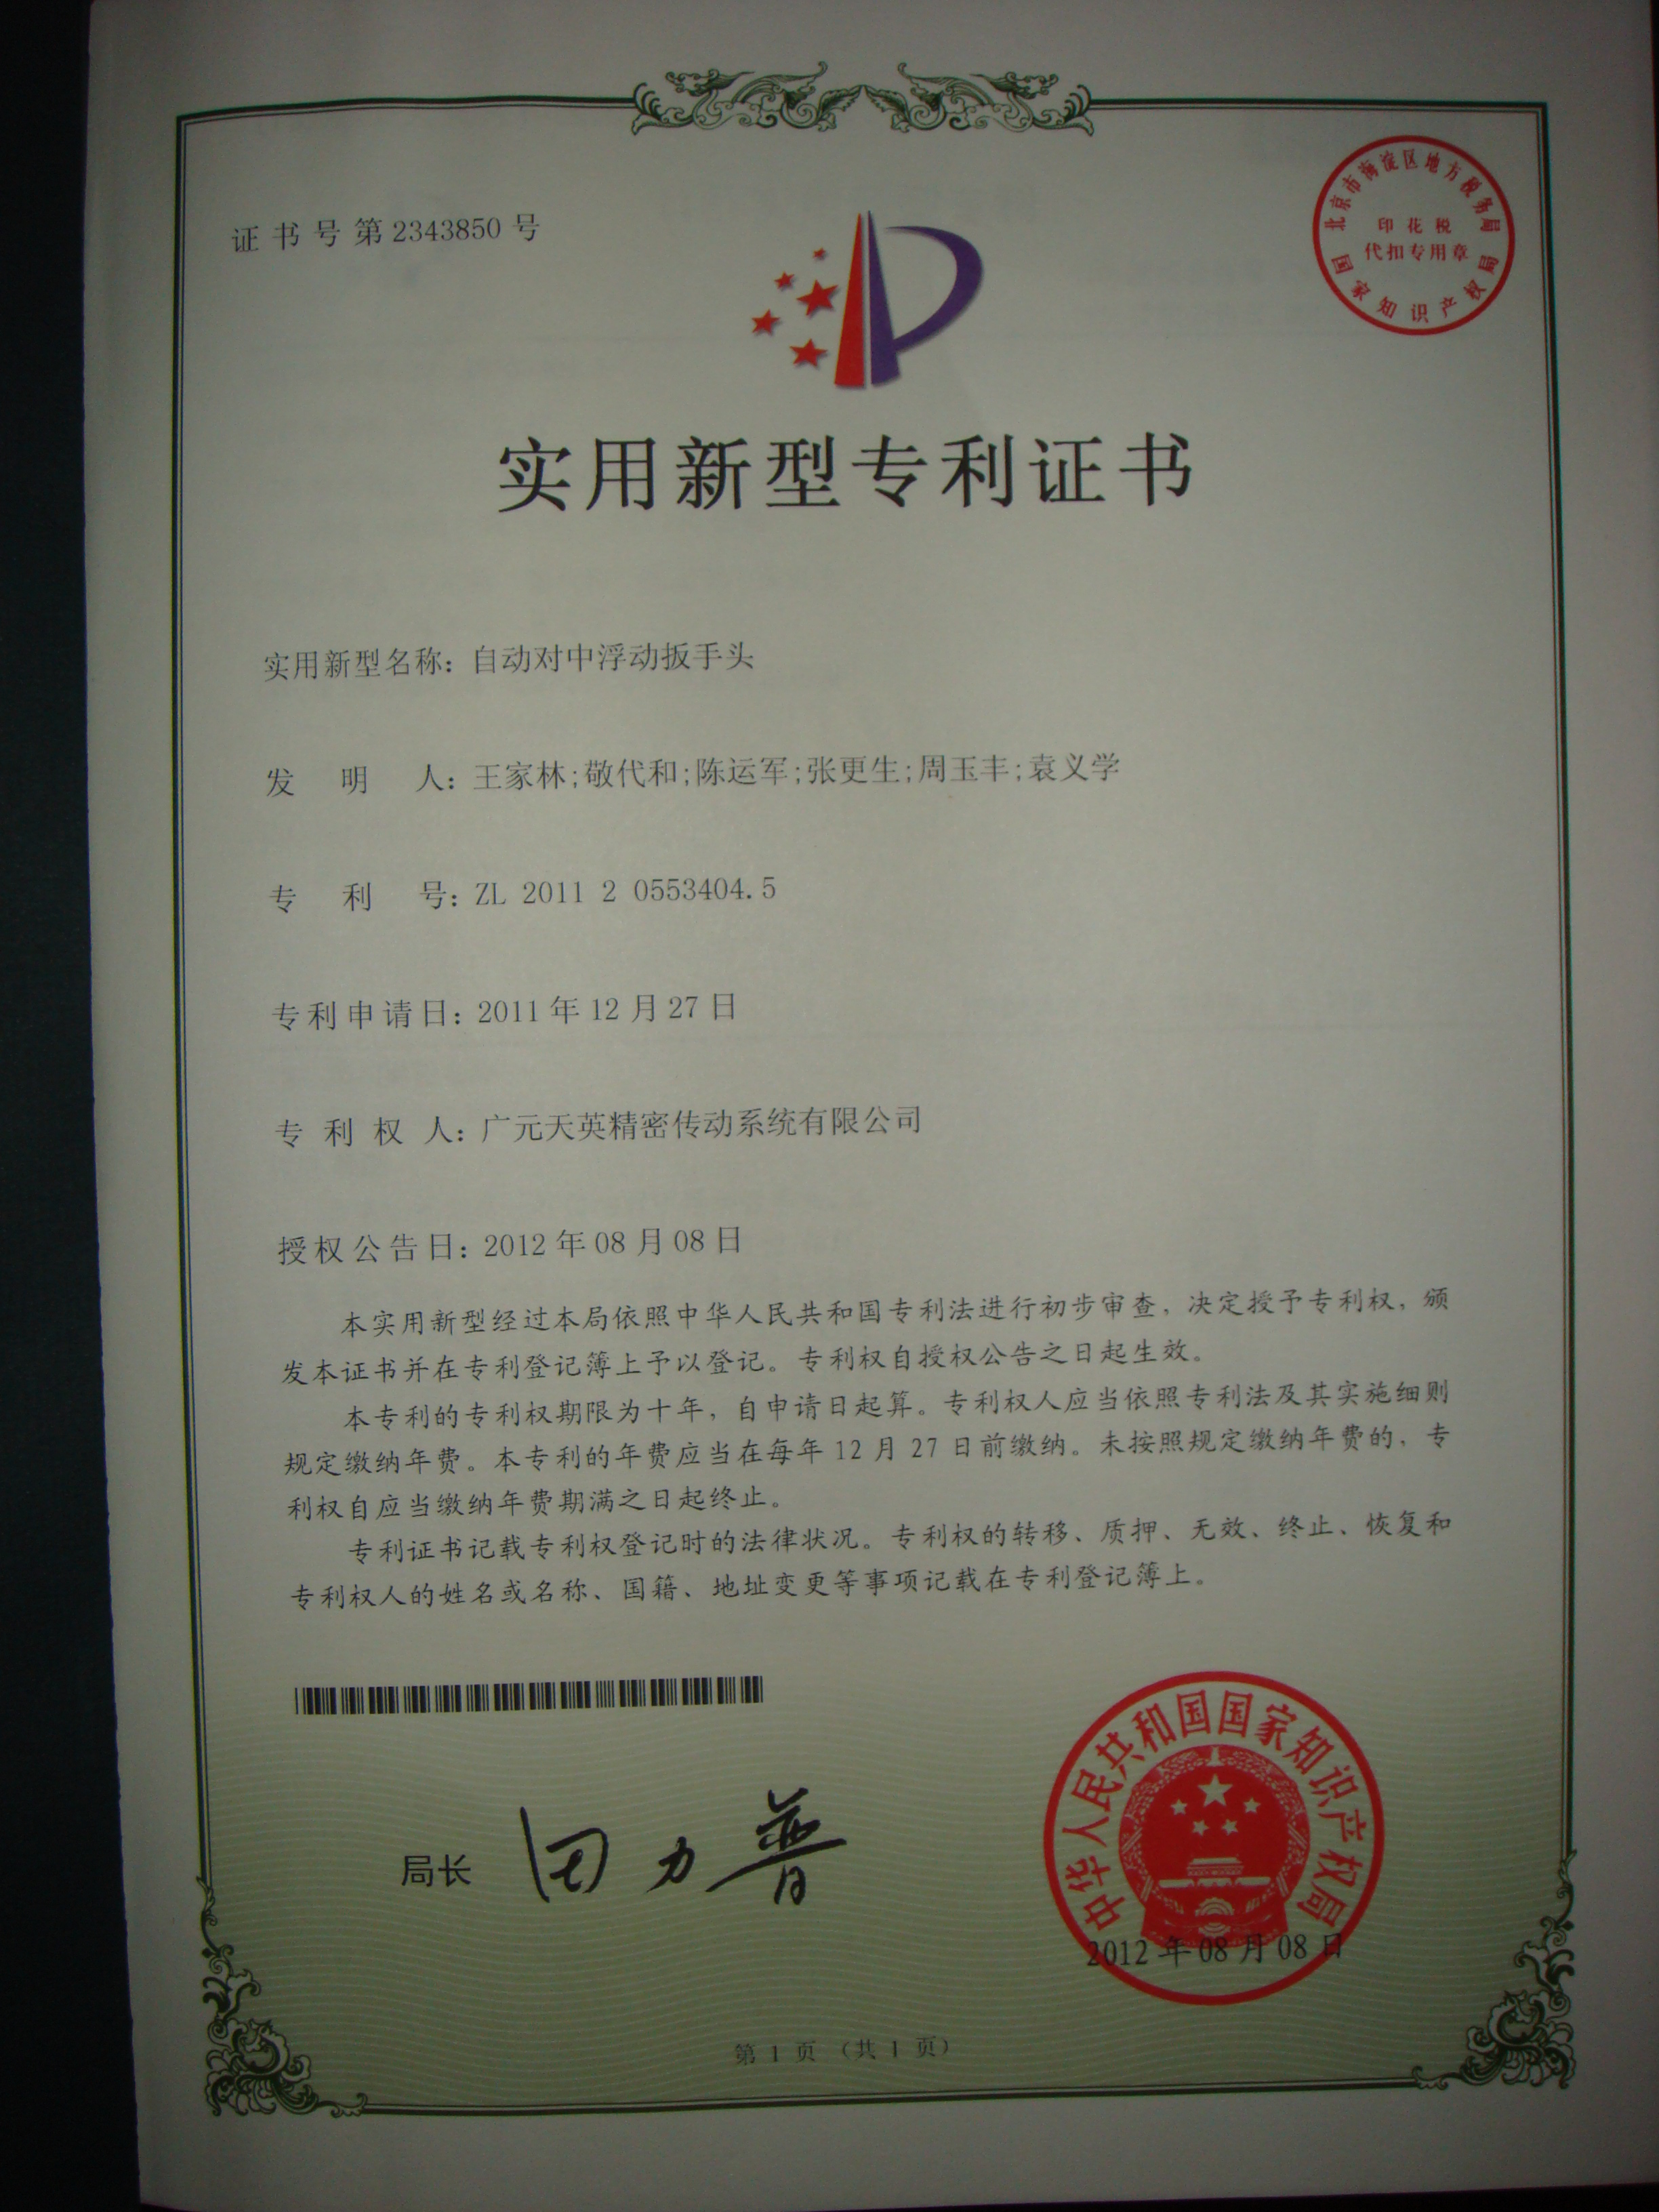 证书号第2343850号
北京市海淀区地方税务局
印花税
代扣专用章
国家知识产权局
实用新型专利证书
实用新型名称：自动对中浮动扳手头
发明人：王家林;敬代和;陈运军;张更生;周玉丰;袁义学
专利号：ZL 2011 2 0553404.5
专利申请日：2011年12月27日
专利权人：广元天英精密传动系统有限公司
授权公告日：2012年08月08日
本实用新型经过本局依照中华人民共和国专利法进行初步审查，决定授予专利权，颁
发本证书并在专利登记簿上予以登记。专利权自授权公告之日起生效。
本专利的专利权期限为十年，自申请日起算。专利权人应当依照专利法及其实施细则
规定缴纳年费。本专利的年费应当在每年12月27日前缴纳。未按照规定缴纳年费的，专
利权自应当缴纳年费期满之日起终止。
专利证书记载专利权登记时的法律状况。专利权的转移、质押、无效、终止、恢复和
专利权人的姓名或名称、国籍、地址变更等事项记载在专利登记簿上。
局长 田力普
中华人民共和国国家知识产权局
2012年08月08日
第1页（共1页）